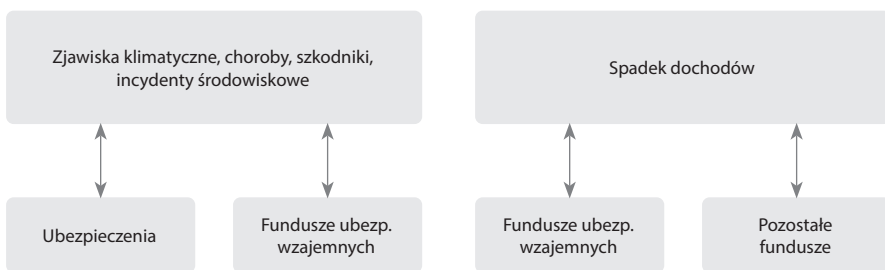 Zjawiska klimatyczne, choroby, szkodniki,
incydenty środowiskowe
Spadek dochodów
Ubezpieczenia
Fundusze ubezp.
wzajemnych
Fundusze ubezp.
wzajemnych
Pozostałe
fundusze